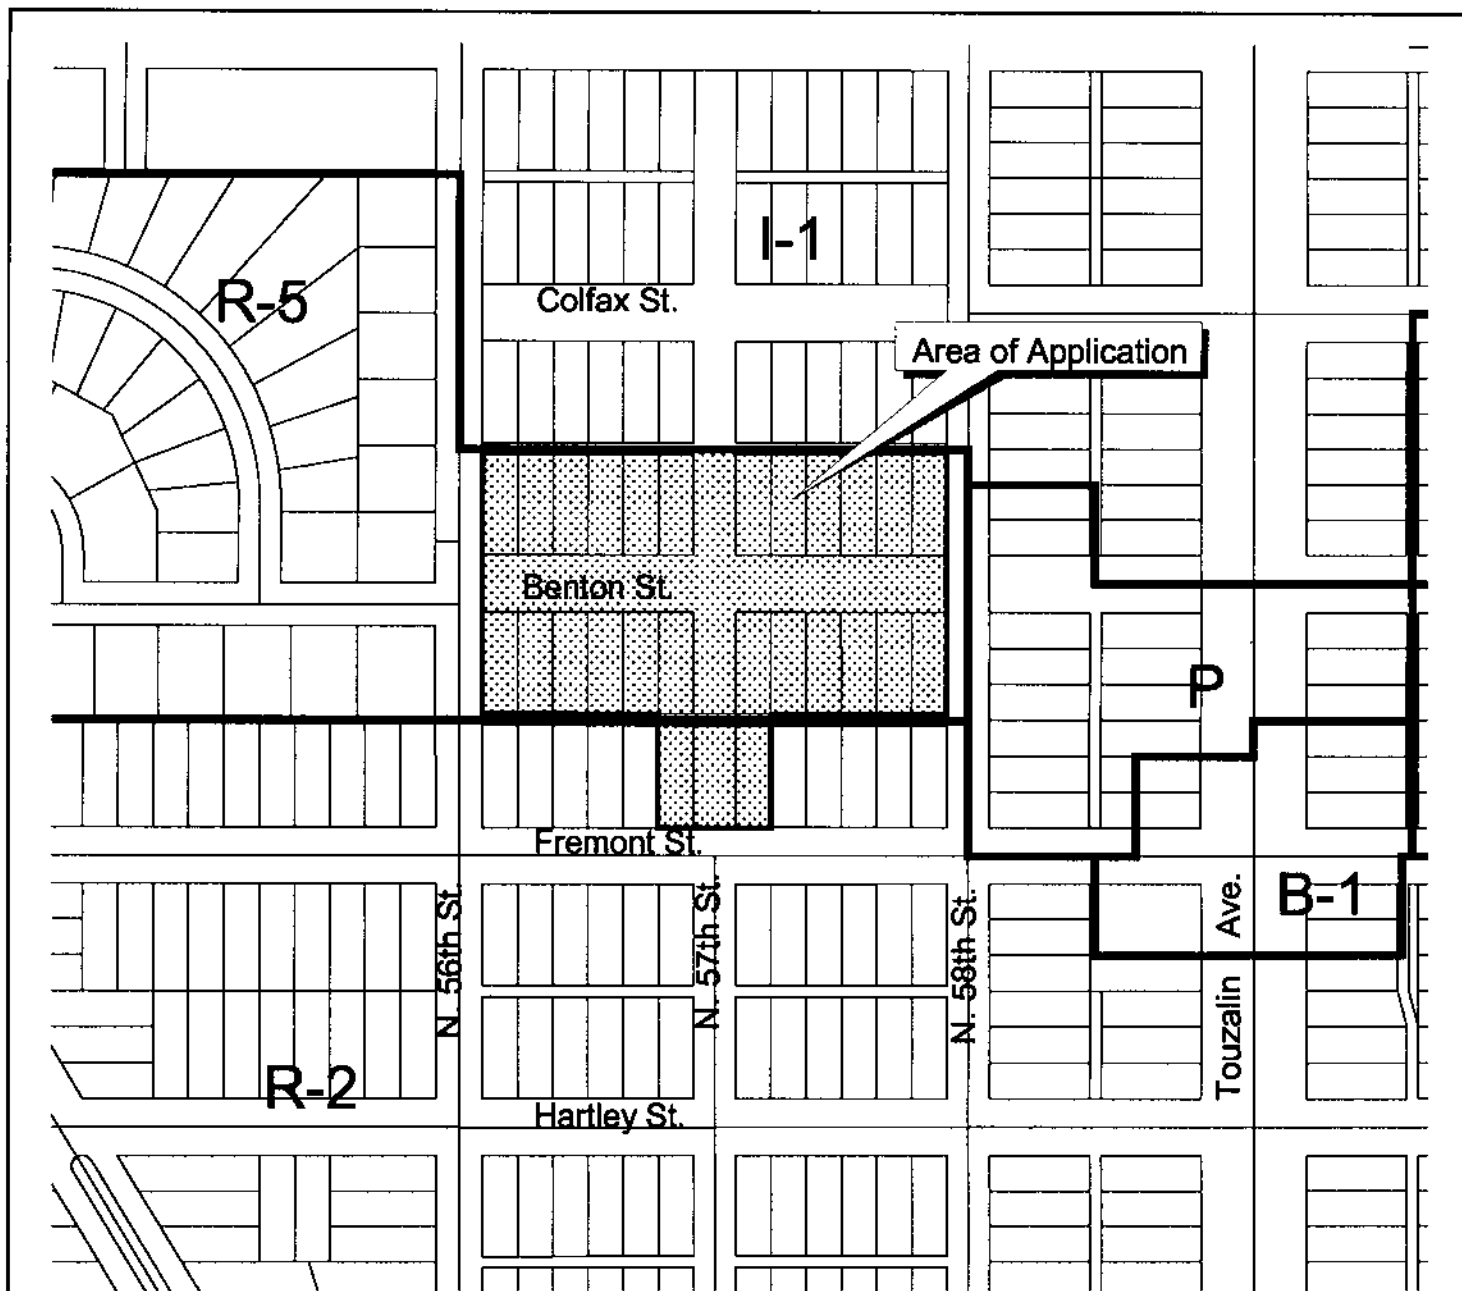 I-1
R-5
Colfax St.
Area of Application
Benton St.
P
Fremont St.
B-1
N. 56th St.
N. 57th St.
N. 58th St.
Touzalin Ave.
R-2
Hartley St.